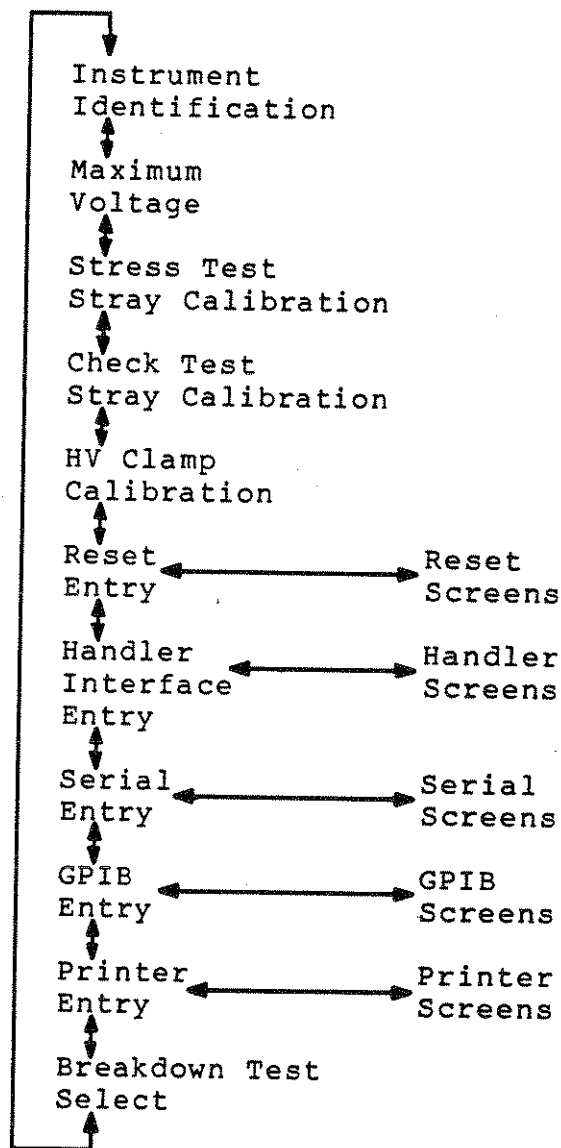 Instrument
Identification
Maximum
Voltage
Stress Test
Stray Calibration
Check Test
Stray Calibration
HV Clamp
Calibration
Reset
Entry
Reset
Screens
Handler
Interface
Entry
Handler
Screens
Serial
Entry
Serial
Screens
GPIB
Entry
GPIB
Screens
Printer
Entry
Printer
Screens
Breakdown Test
Select